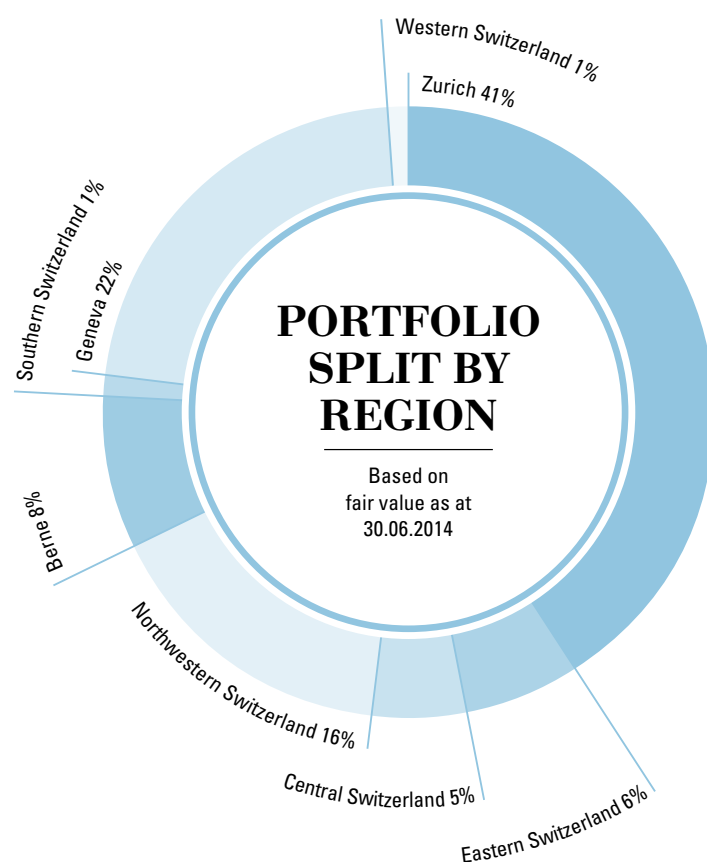 Western Switzerland 1%
Zurich 41%
Southern Switzerland 1%
Geneva 22%
PORTFOLIO
SPLIT BY
REGION
Based on
fair value as at
30.06.2014
Berne 8%
Northwestern Switzerland 16%
Central Switzerland 5%
Eastern Switzerland 6%